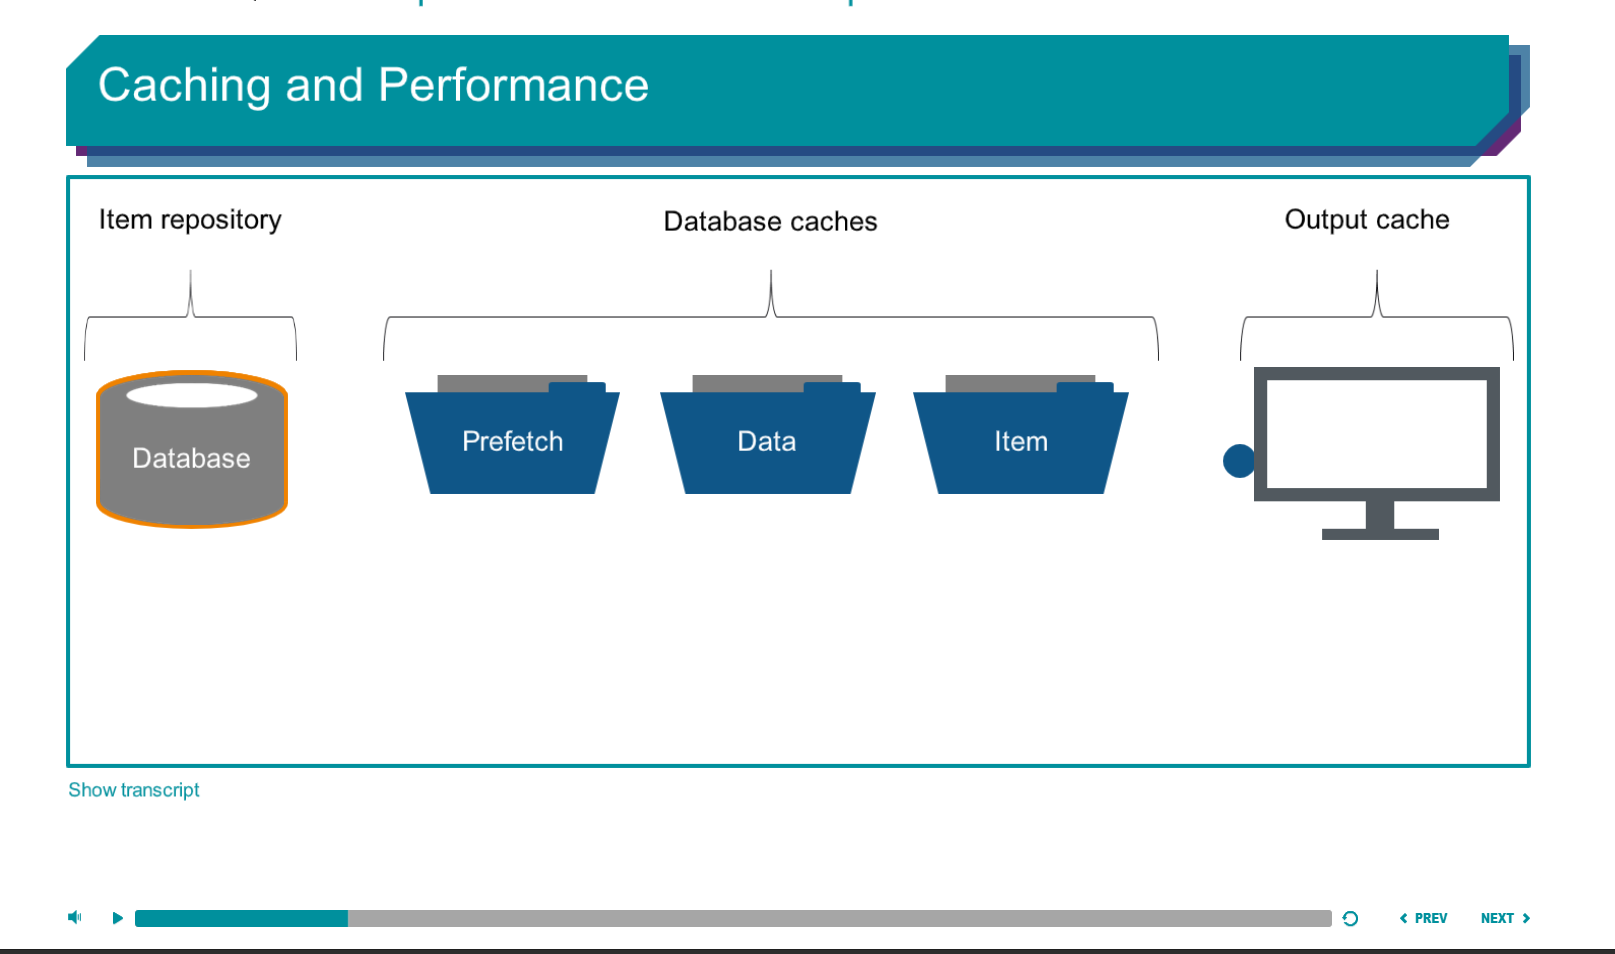 Caching and Performance
Item repository
Database caches
Output cache
Database
Prefetch
Data
Item
Show transcript
PREV
NEXT